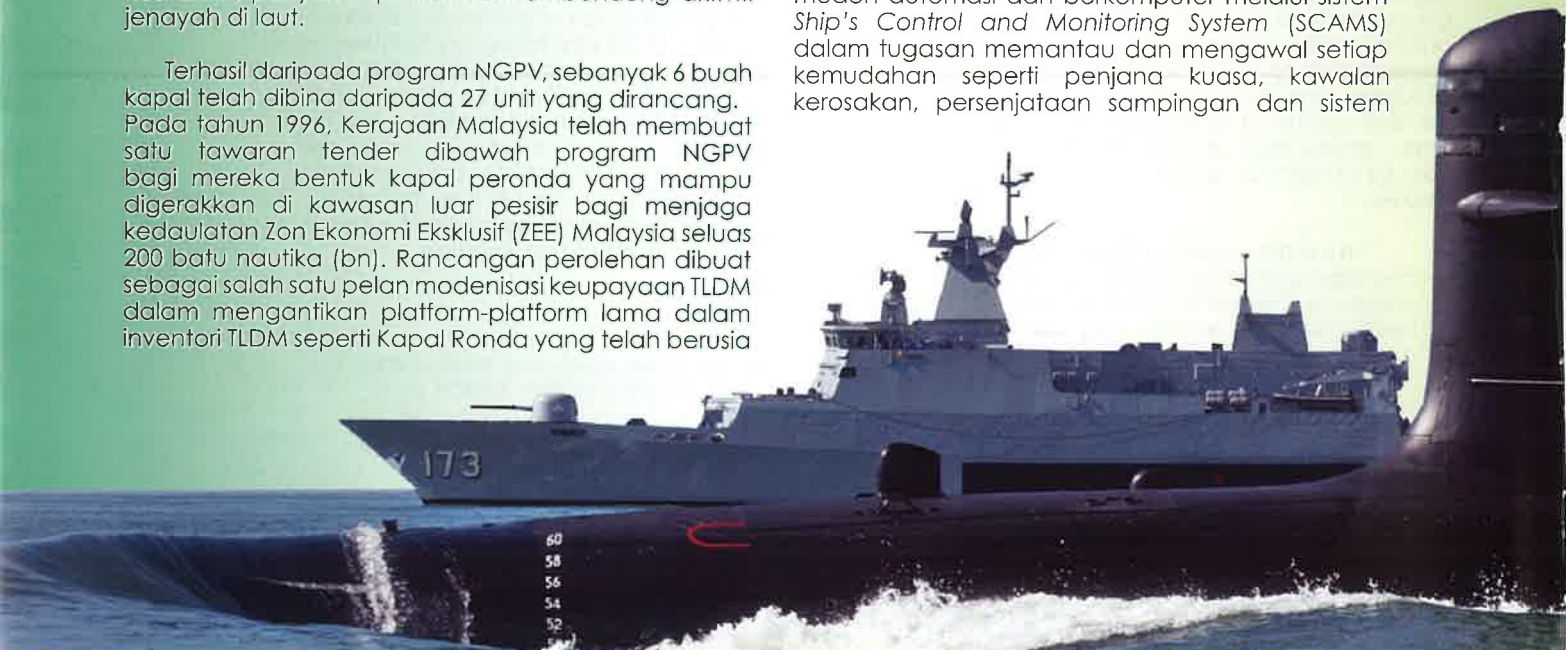 jenayah di laut.
Terhasil daripada program NGPV, sebanyak 6 buah
kapal telah dibina daripada 27 unit yang dirancang.
Pada tahun 1996, Kerajaan Malaysia telah membuat
satu tawaran tender dibawah program NGPV
bagi mereka bentuk kapal peronda yang mampu
digerakkan di kawasan luar pesisir bagi menjaga
kedaulatan Zon Ekonomi Eksklusif (ZEE) Malaysia seluas
200 batu nautika (bn). Rancangan perolehan dibuat
sebagai salah satu pelan modenisasi keupayaan TLDM
dalam mengantikan platform-platform lama dalam
inventori TLDM seperti Kapal Ronda yang telah berusia
Ship's Control and Monitoring System (SCAMS)
dalam tugasan memantau dan mengawal setiap
kemudahan seperti penjana kuasa, kawalan
kerosakan, persenjataan sampingan dan sistem
173
60
58
56
54
52